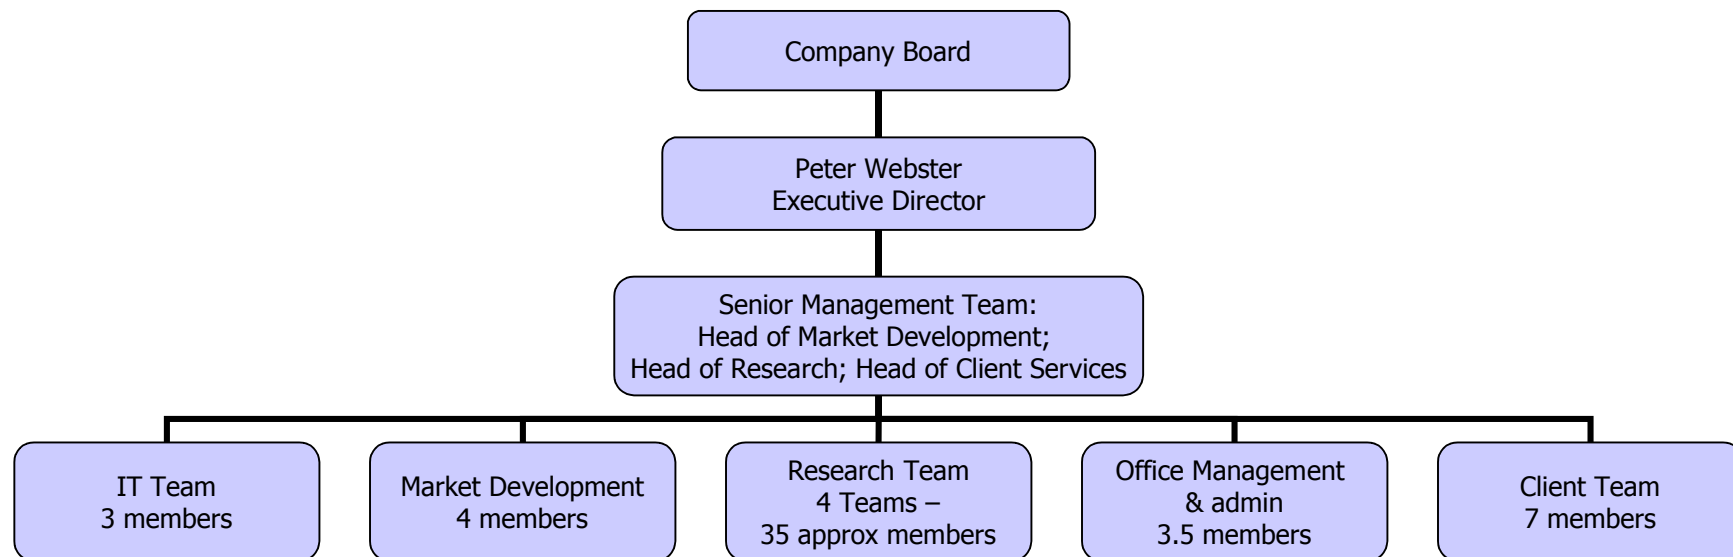 Company Board
Peter Webster
Executive Director
Senior Management Team:
Head of Market Development;
Head of Research; Head of Client Services
IT Team
3 members
Market Development
4 members
Research Team
4 Teams –
35 approx members
Office Management
& admin
3.5 members
Client Team
7 members